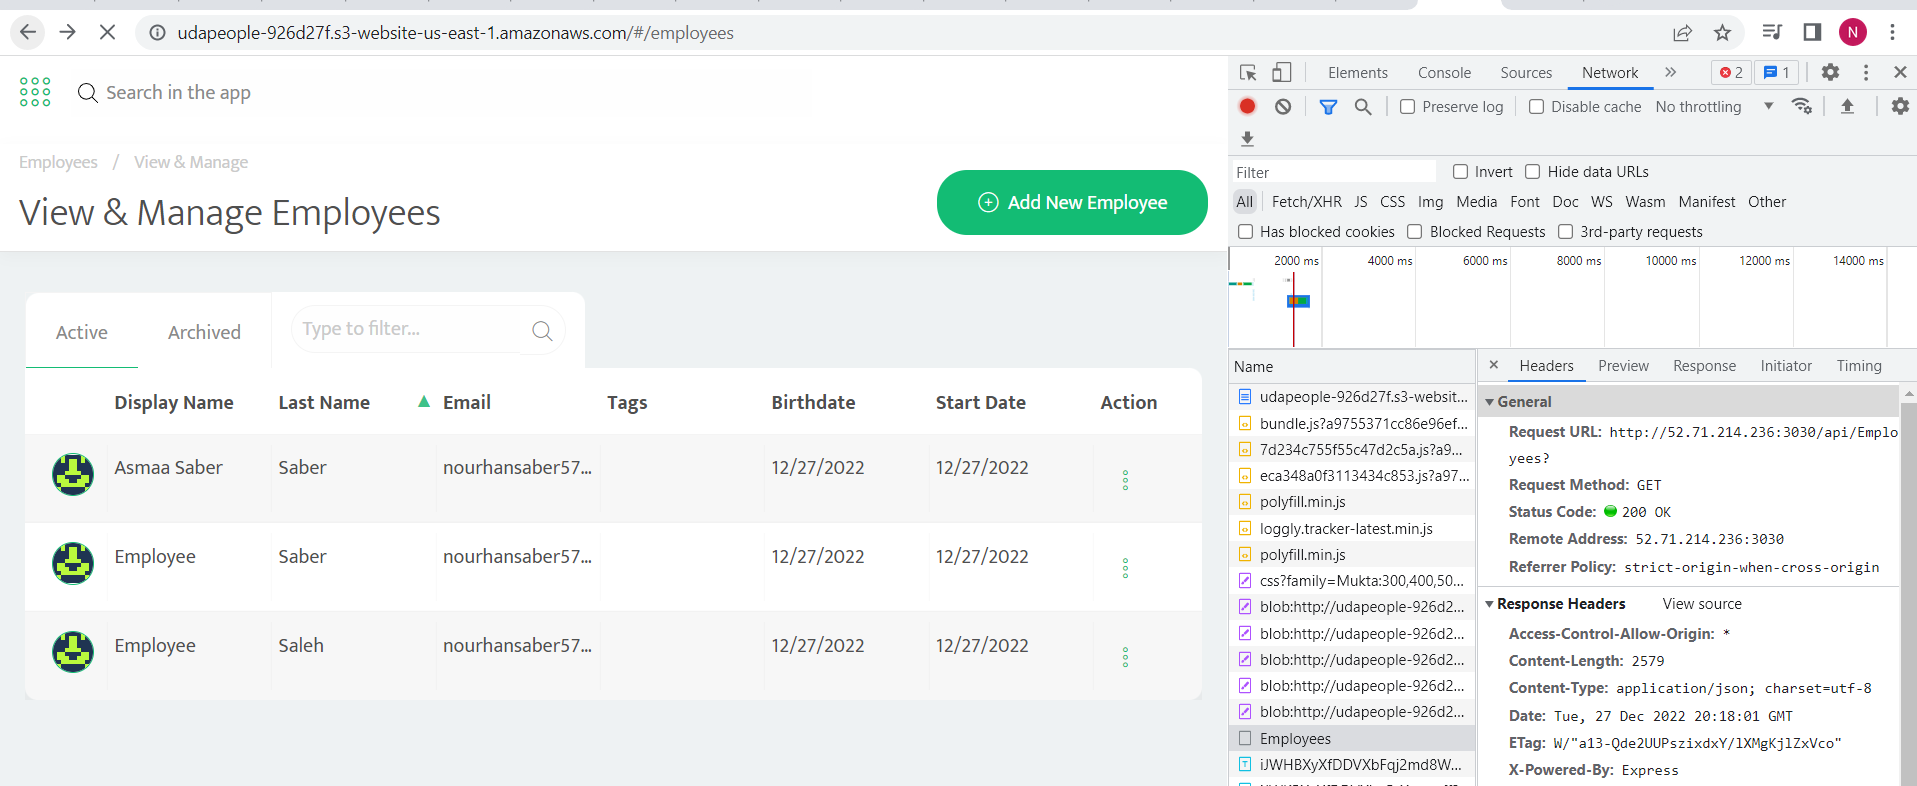 udapeople-926d27f.s3-website-us-east-1.amazonaws.com/#/employees
N
Search in the app
Employees / View & Manage
View & Manage Employees
Add New Employee
Active
Archived
Type to filter...
Display Name Last Name Email Tags Birthdate Start Date Action
Asmaa Saber Saber nourhansaber57... 12/27/2022 12/27/2022
Employee Saber nourhansaber57... 12/27/2022 12/27/2022
Employee Saleh nourhansaber57... 12/27/2022 12/27/2022
Elements Console Sources Network 2 1
Preserve log Disable cache No throttling
Filter Invert Hide data URLs
All Fetch/XHR JS CSS Img Media Font Doc WS Wasm Manifest Other
Has blocked cookies Blocked Requests 3rd-party requests
2000 ms 4000 ms 6000 ms 8000 ms 10000 ms 12000 ms 14000 ms
Name
udapeople-926d27f.s3-websit...
bundle.js?a9755371cc86e96ef...
7d234c755f55c47d2c5a.js?a9...
eca348a0f3113434c853.js?a97...
polyfill.min.js
loggly.tracker-latest.min.js
polyfill.min.js
css?family=Mukta:300,400,50...
blob:http://udapeople-926d2...
blob:http://udapeople-926d2...
blob:http://udapeople-926d2...
blob:http://udapeople-926d2...
blob:http://udapeople-926d2...
Employees
iJWHBXyXfDDVXbFqj2md8W...
Headers Preview Response Initiator Timing
General
Request URL: http://52.71.214.236:3030/api/Emplo
yees?
Request Method: GET
Status Code: 200 OK
Remote Address: 52.71.214.236:3030
Referrer Policy: strict-origin-when-cross-origin
Response Headers View source
Access-Control-Allow-Origin: *
Content-Length: 2579
Content-Type: application/json; charset=utf-8
Date: Tue, 27 Dec 2022 20:18:01 GMT
ETag: W/"a13-Qde2UUPszixdxY/lXMgKjlZxVco"
X-Powered-By: Express